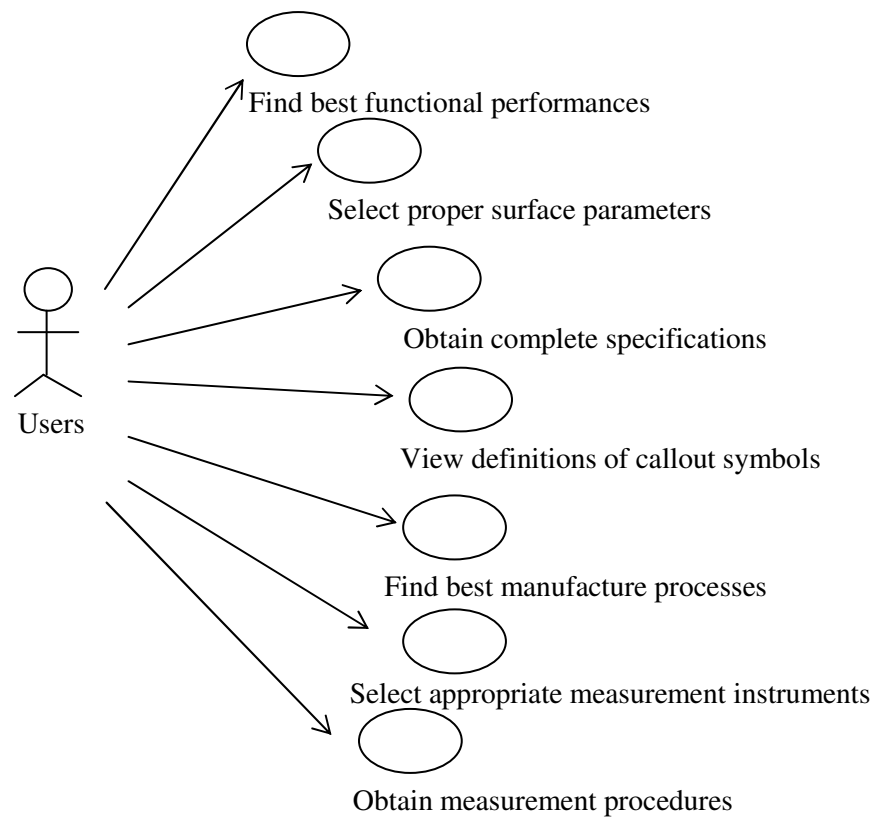 Find best functional performances
Select proper surface parameters
Obtain complete specifications
Users
View definitions of callout symbols
Find best manufacture processes
Select appropriate measurement instruments
Obtain measurement procedures